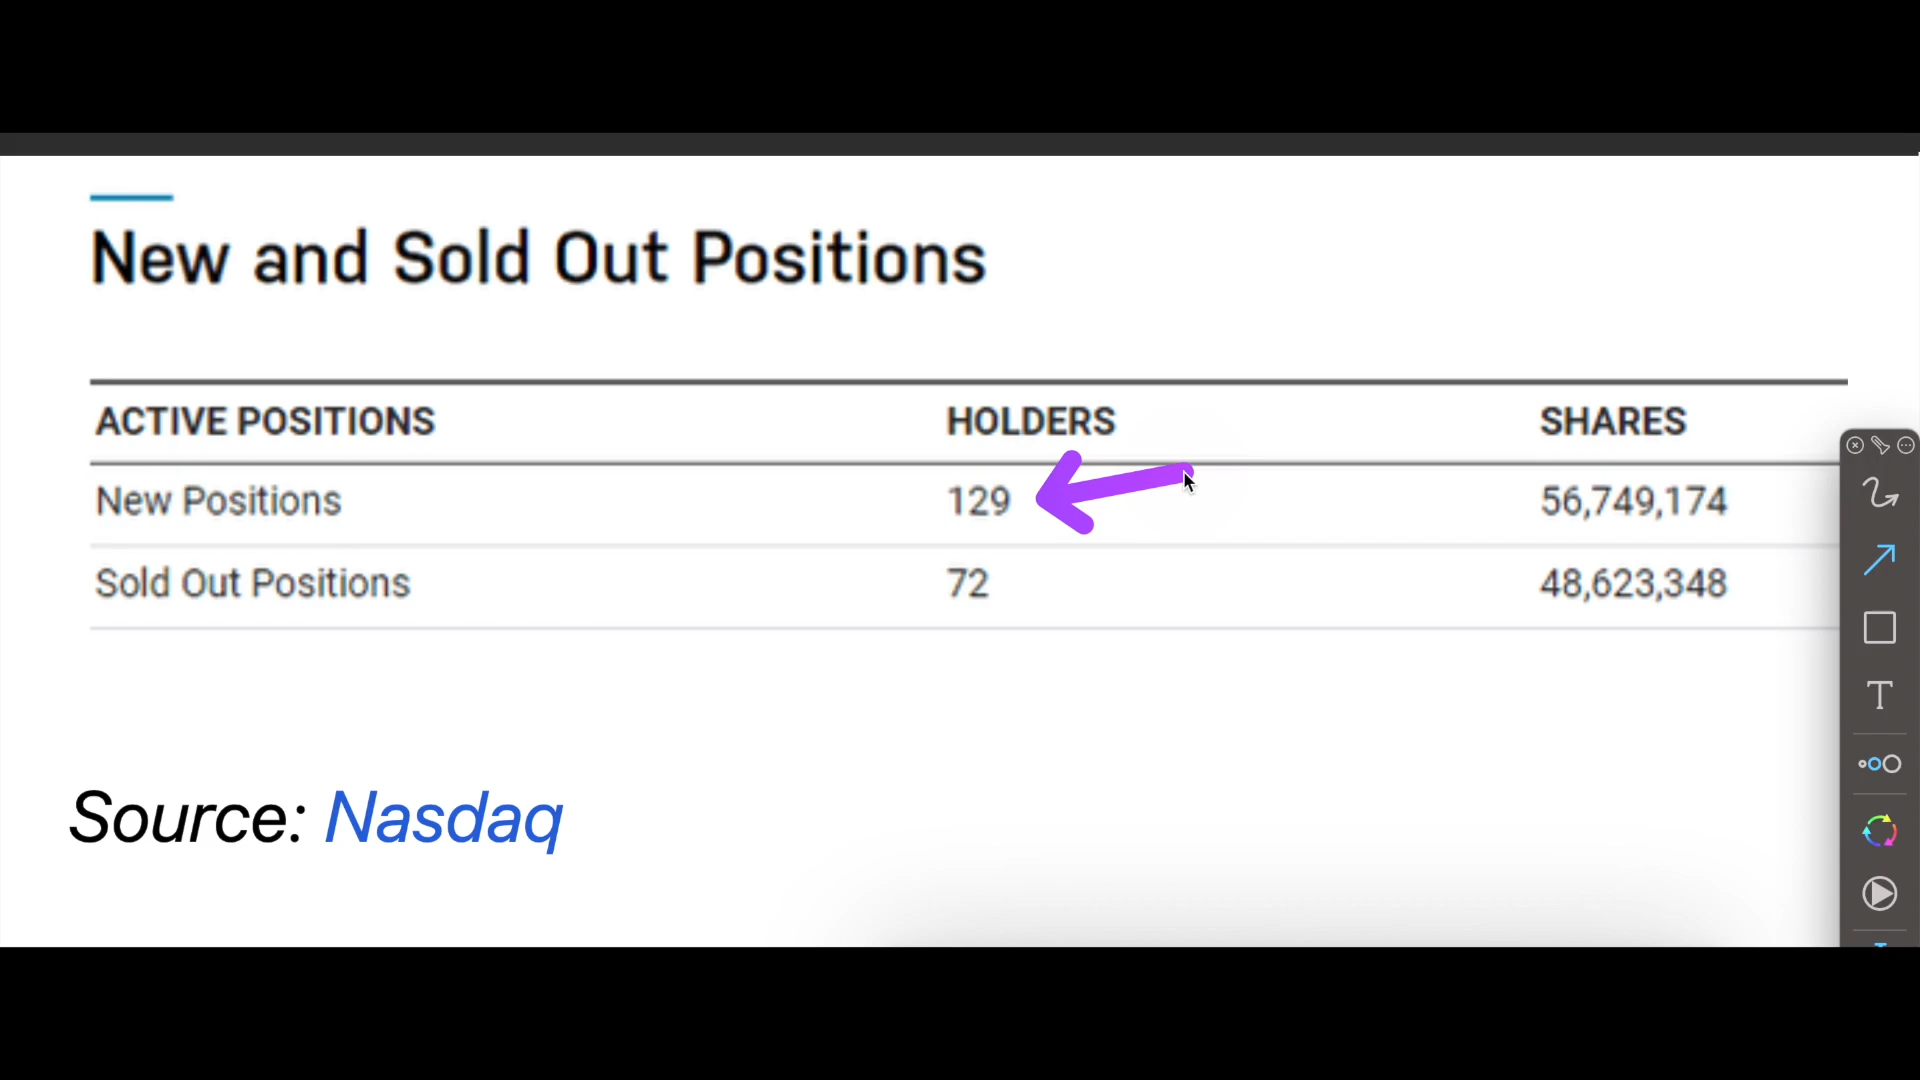 New and Sold Out Positions
ACTIVE POSITIONS HOLDERS SHARES
New Positions 129 56,749,174
Sold Out Positions 72 48,623,348
Source: Nasdaq
T